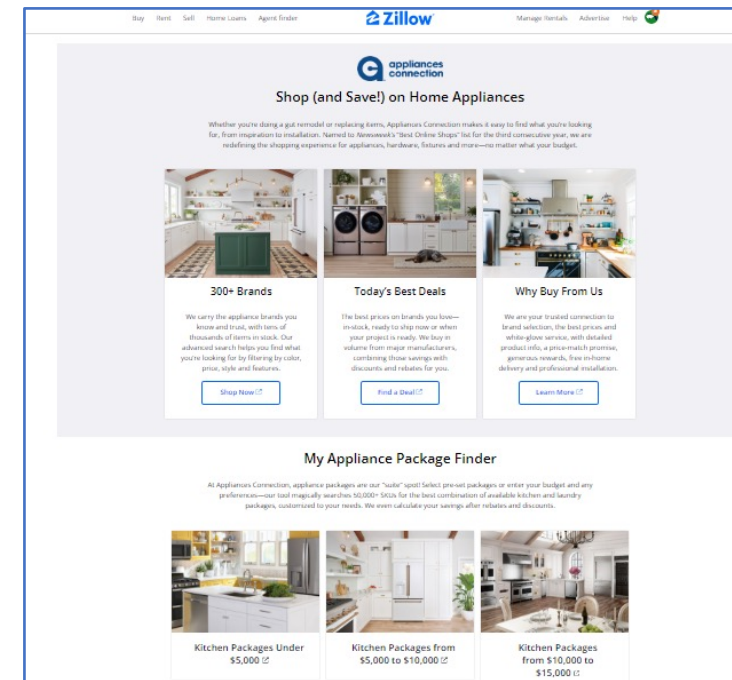 Buy Rent Sell Home Loans Agent finder Zillow Manage Rentals Advertise Help
appliances
connection
Shop (and Save!) on Home Appliances
Whether you're doing a gut remodel or replacing items, Appliances Connection makes it easy to find what you're looking
for, from inspiration to installation. Named to Newsweek's "Best Online Shops" list for the third consecutive year, we are
redefining the shopping experience for appliances, hardware, fixtures and more—no matter what your budget.
300+ Brands
We carry the appliance brands you
know and trust, with tens of
thousands of items in stock. Our
advanced search helps you find what
you're looking for by filtering by color,
price, style and features.
Shop Now
Today's Best Deals
The best prices on brands you love—
in-stock, ready to ship now or when
your project is ready. We buy in
volume from major manufacturers,
combining those savings with
discounts and rebates for you.
Find a Deal
Why Buy From Us
We are your trusted connection to
brand selection, the best prices and
white-glove service, with detailed
product info, a price-match promise,
generous rewards, free in-home
delivery and professional installation.
Learn More
My Appliance Package Finder
At Appliances Connection, appliance packages are our "suite" spot! Select pre-set packages or enter your budget and any
preferences—our tool magically searches 50,000+ SKUs for the best combination of available kitchen and laundry
packages, customized to your needs. We even calculate your savings after rebates and discounts.
Kitchen Packages Under
$5,000
Kitchen Packages from
$5,000 to $10,000
Kitchen Packages
from $10,000 to
$15,000